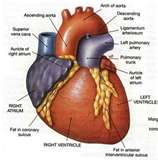 Arch of aorta
Ascending aorta
Ascending aorta
Superior
vena cava
Ligamentum
arteriosum
Left pulmonary
artery
Auricle of
right atrium
Pulmonary
trunk
Auricle
of left
atrium
RIGHT
ATRIUM
LEFT
VENTRICLE
Fat in coronary
sulcus
RIGHT VENTRICLE
Fat in anterior
interventricular
sulcus